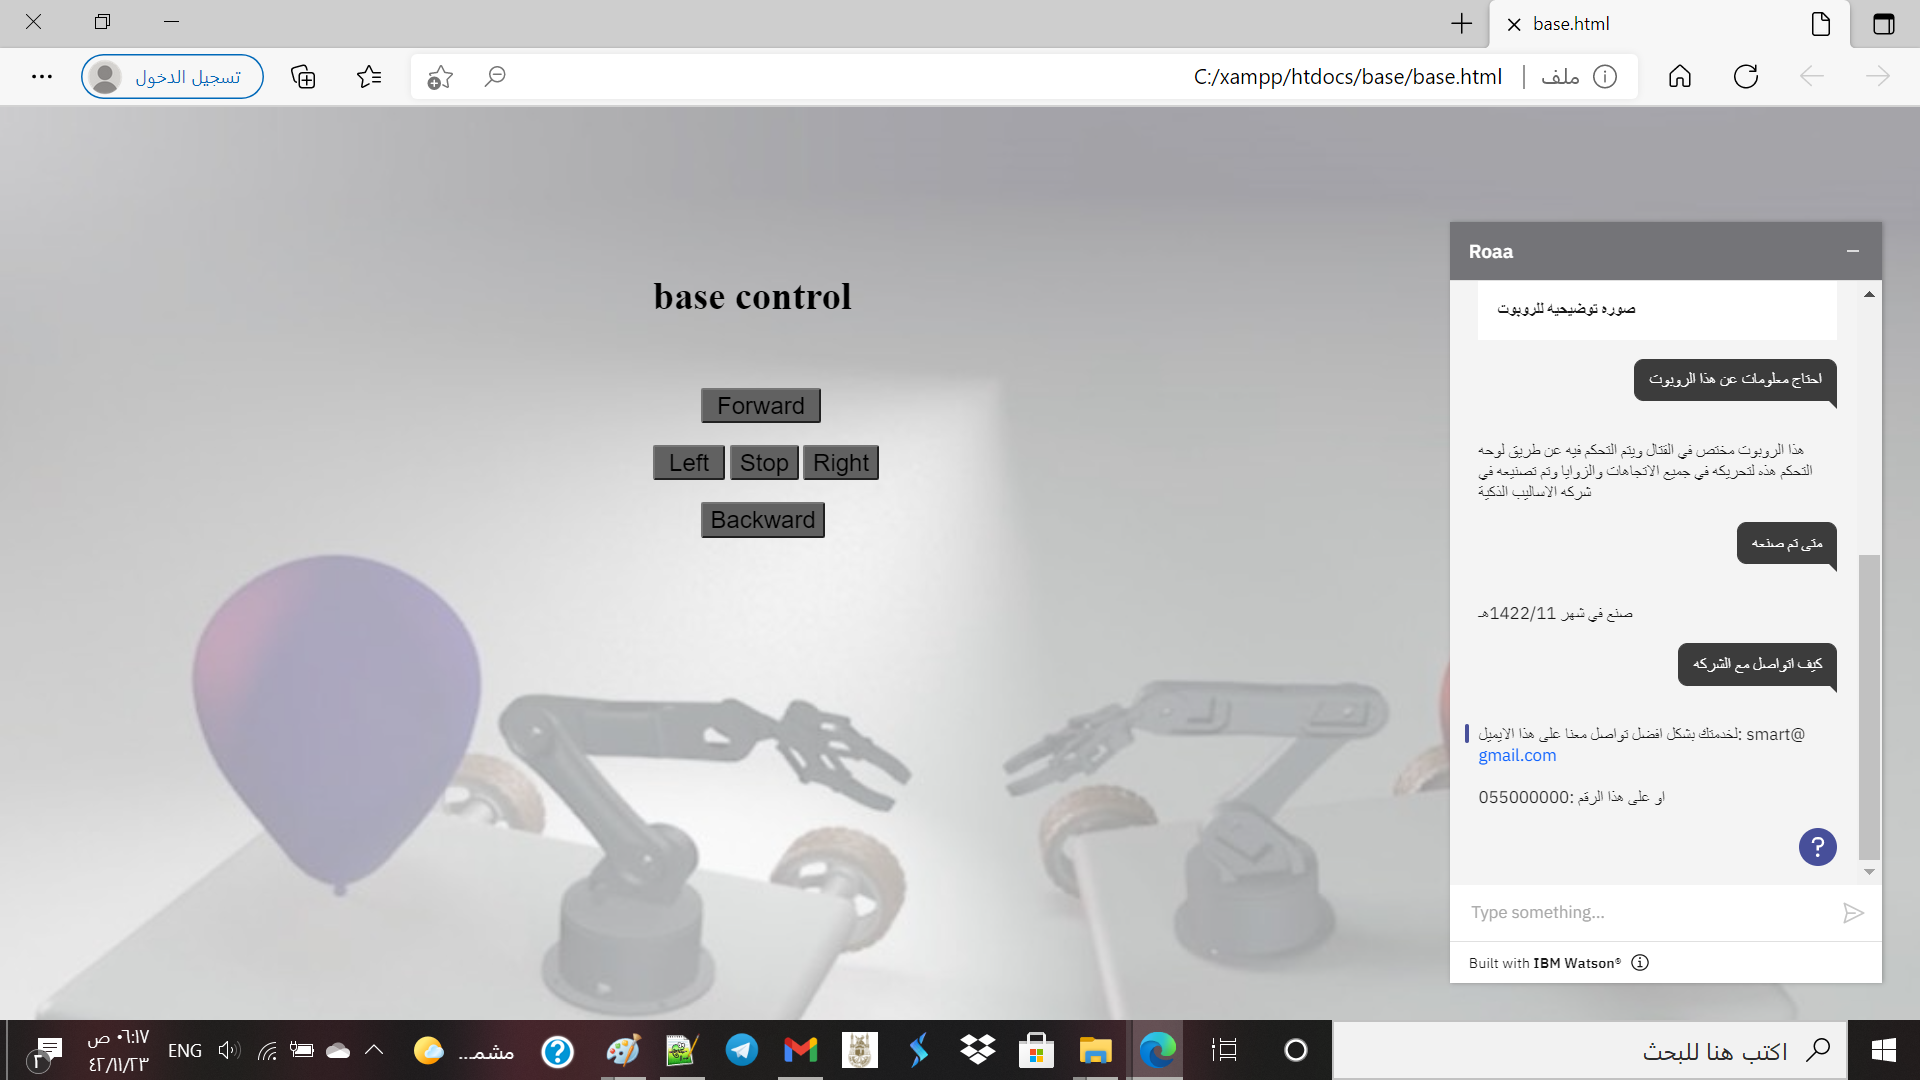 base.html
تسجيل الدخول
ملف
C:/xampp/htdocs/base/base.html
base control
Forward
Left
Stop
Right
Backward
Roaa
صوره توضيحيه للروبوت
احتاج معلومات عن هذا الروبوت
هذا الروبوت مختص في القتال ويتم التحكم فيه عن طريق لوحه
التحكم هذه لتحريكه في جميع الاتجاهات والزوايا وتم تصنيعه في
شركه الاساليب الذكية
متى تم صنعه
صنع في شهر 1422/11هـ
كيف اتواصل مع الشركه
لخدمتك بشكل افضل تواصل معنا على هذا الايميل: smart@
gmail.com
او على هذا الرقم :055000000
?
Type something...
Built with IBM Watson®
٠٦:١٧ ص
٤٢/١١/٢٣
٢
ENG
مشمـ...
اكتب هنا للبحث